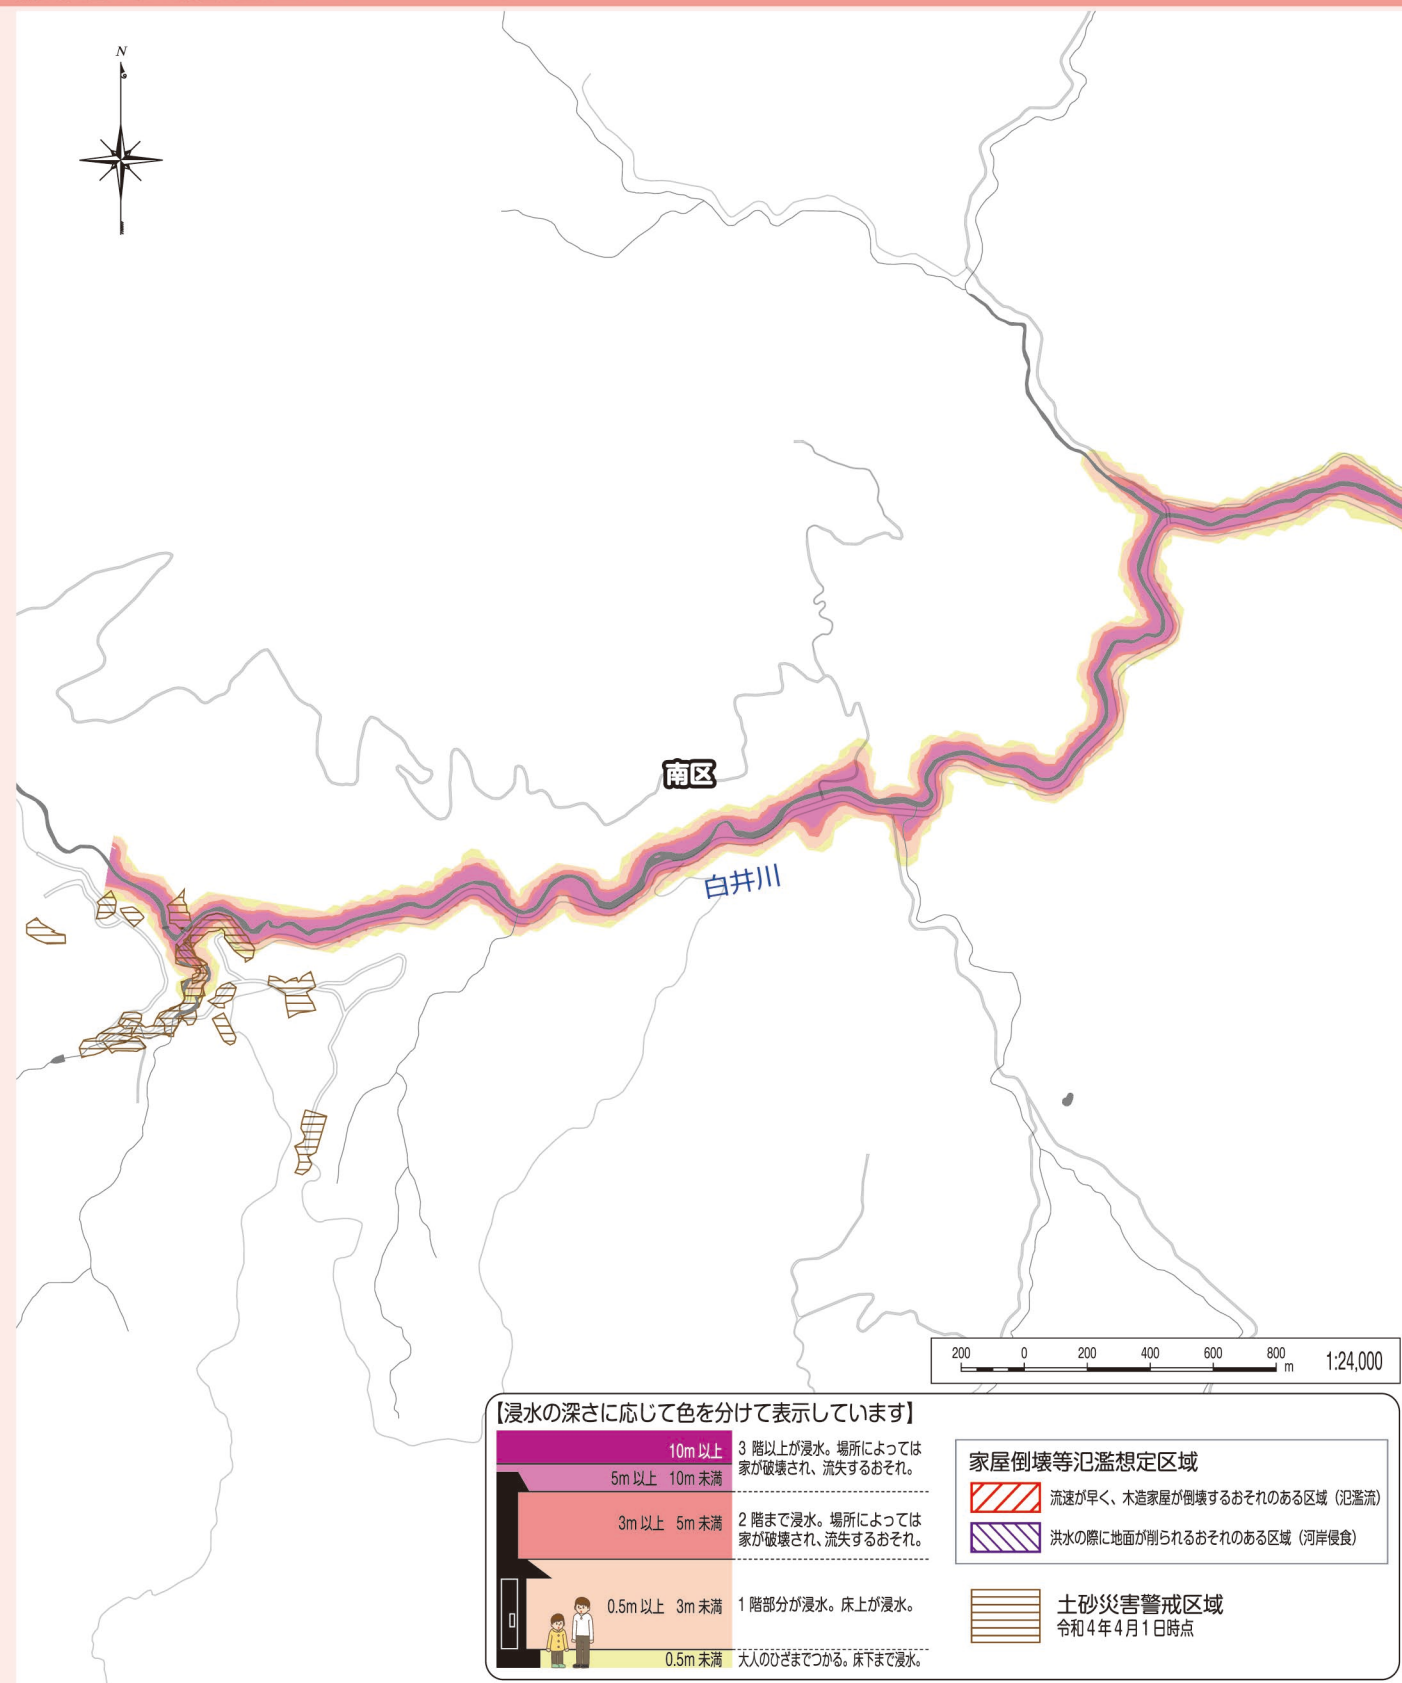 N
南区
白井川
200 0 200 400 600 800 m 1:24,000
【浸水の深さに応じて色を分けて表示しています】
10m 以上
5m 以上 10m 未満
3 階以上が浸水。場所によっては
家が破壊され、流失するおそれ。
3m 以上 5m 未満
2 階まで浸水。場所によっては
家が破壊され、流失するおそれ。
0.5m 以上 3m 未満
1 階部分が浸水。床上が浸水。
0.5m 未満
大人のひざまでつかる。床下まで浸水。
家屋倒壊等氾濫想定区域
流速が早く、木造家屋が倒壊するおそれのある区域（氾濫流）
洪水の際に地面が削られるおそれのある区域（河岸侵食）
土砂災害警戒区域
令和4年4月1日時点